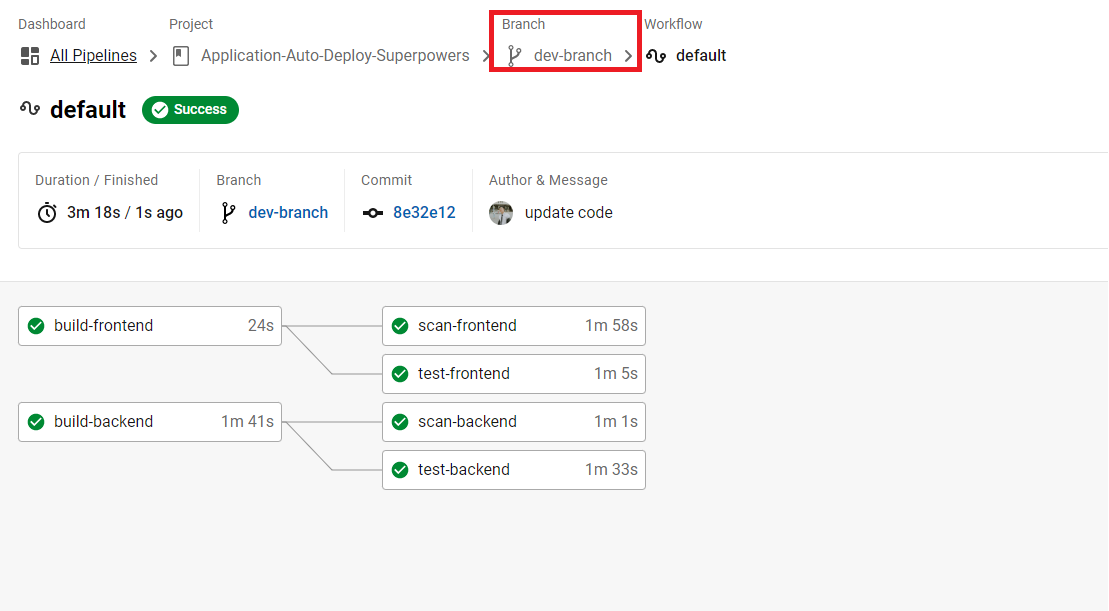 Dashboard Project Branch Workflow
All Pipelines Application-Auto-Deploy-Superpowers dev-branch default
default Success
Duration / Finished Branch Commit Author & Message
3m 18s / 1s ago dev-branch 8e32e12 update code
build-frontend 24s scan-frontend 1m 58s
test-frontend 1m 5s
build-backend 1m 41s scan-backend 1m 1s
test-backend 1m 33s